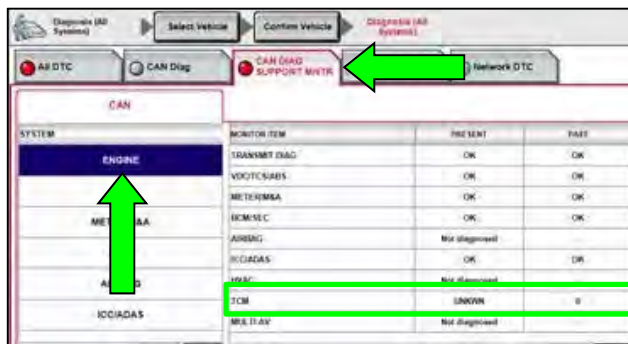 Diagnosis (All Systems)
Select Vehicle
Confirm Vehicle
Diagnosis (All Systems)
All DTC
CAN Diag
CAN DIAG SUPPORT MNTR
Network DTC
CAN
SYSTEM
MONITOR ITEM PRESENT PAST
ENGINE
TRANSMIT DIAG OK OK
VDC/TCS/ABS OK OK
METER/M&A OK OK
BCM/SEC OK OK
AIRBAG Not diagnosed
ICC/ADAS OK OK
ICC/ADAS
HVAC Not diagnosed
TCM UNKWN 0
MULTI AV Not diagnosed